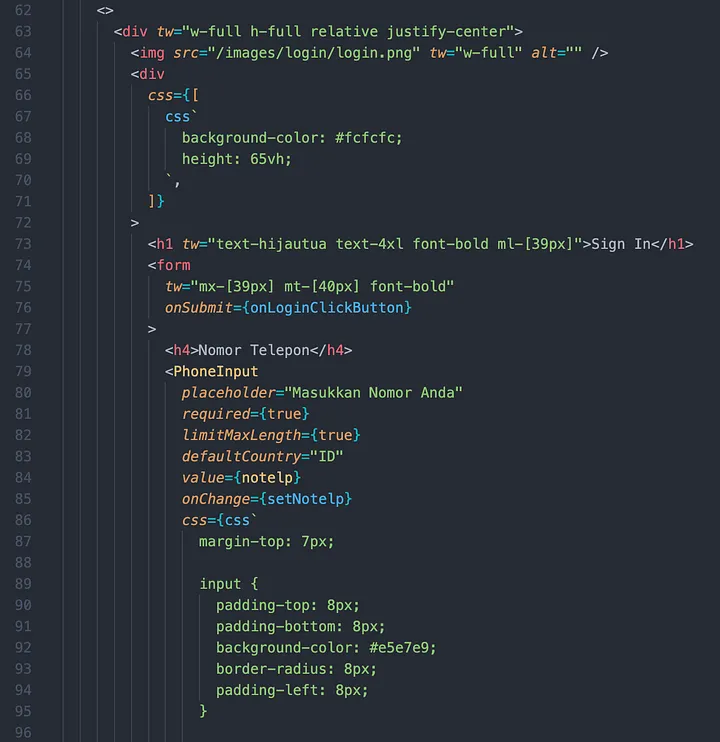 62 <>
63 <div tw="w-full h-full relative justify-center">
64 <img src="/images/login/login.png" tw="w-full" alt="" />
65 <div
66 css={[
67 css`
68 background-color: #fcfcfc;
69 height: 65vh;
70 `,
71 ]}
72 >
73 <h1 tw="text-hijautua text-4xl font-bold ml-[39px]">Sign In</h1>
74 <form
75 tw="mx-[39px] mt-[40px] font-bold"
76 onSubmit={onLoginClickButton}
77 >
78 <h4>Nomor Telepon</h4>
79 <PhoneInput
80 placeholder="Masukkan Nomor Anda"
81 required={true}
82 limitMaxLength={true}
83 defaultCountry="ID"
84 value={notelp}
85 onChange={setNotelp}
86 css={css`
87 margin-top: 7px;
88
89 input {
90 padding-top: 8px;
91 padding-bottom: 8px;
92 background-color: #e5e7e9;
93 border-radius: 8px;
94 padding-left: 8px;
95 }
96